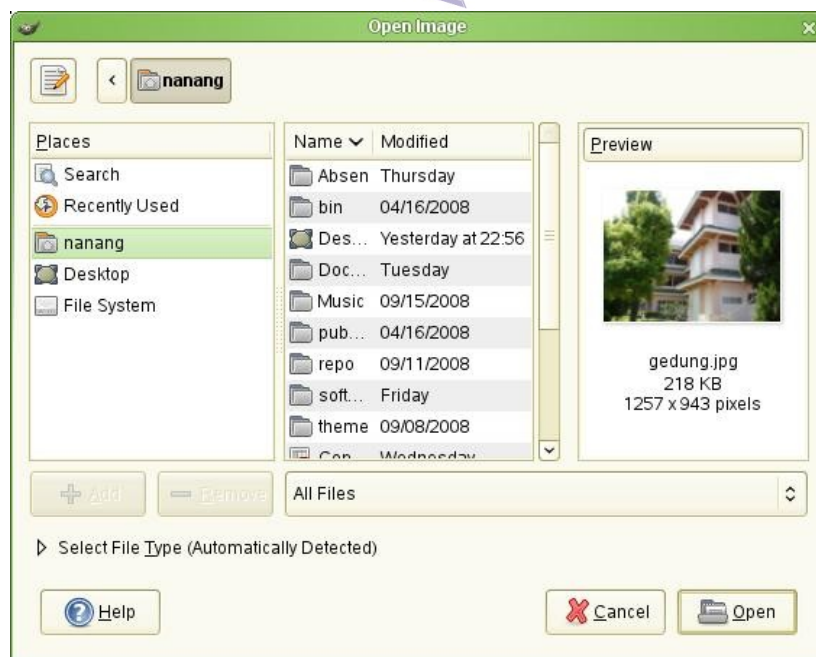 Open Image
nanang
Places
Search
Recently Used
nanang
Desktop
File System
Name Modified
Absen Thursday
bin 04/16/2008
Des... Yesterday at 22:56
Doc... Tuesday
Music 09/15/2008
pub... 04/16/2008
repo 09/11/2008
soft... Friday
theme 09/08/2008
Preview
gedung.jpg
218 KB
1257 x 943 pixels
Add Remove All Files
Select File Type (Automatically Detected)
Help Cancel Open